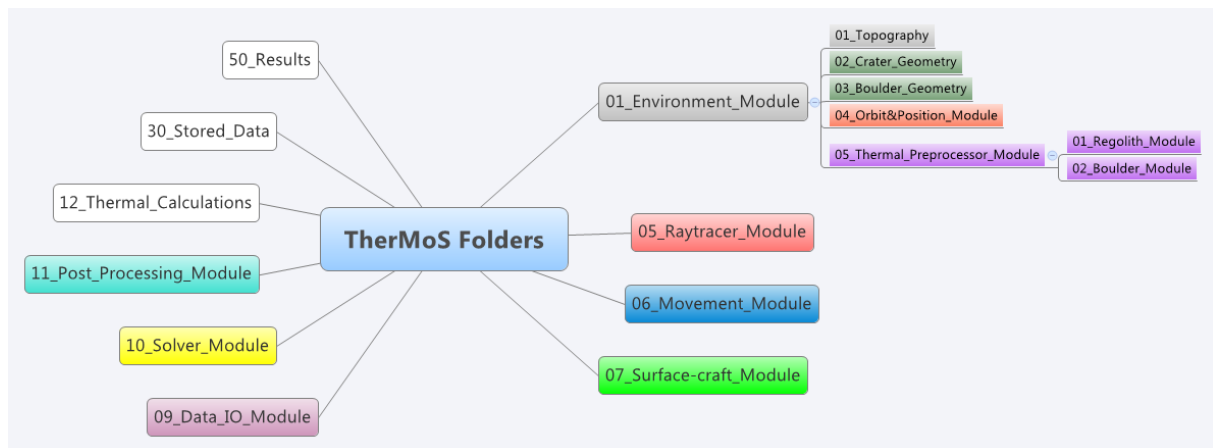 TherMoS Folders
01_Environment_Module
01_Topography
02_Crater_Geometry
03_Boulder_Geometry
04_Orbit&Position_Module
05_Thermal_Preprocessor_Module
01_Regolith_Module
02_Boulder_Module
05_Raytracer_Module
06_Movement_Module
07_Surface-craft_Module
09_Data_IO_Module
10_Solver_Module
11_Post_Processing_Module
12_Thermal_Calculations
30_Stored_Data
50_Results